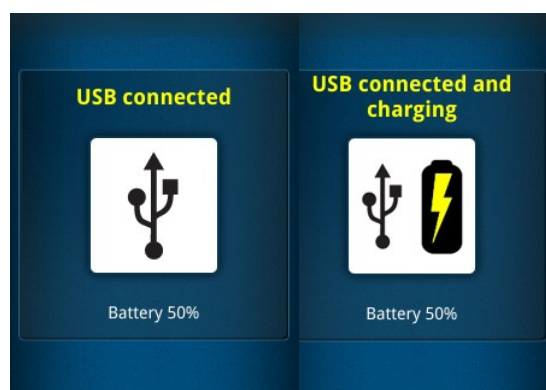 USB connected
Battery 50%
USB connected and
charging
Battery 50%